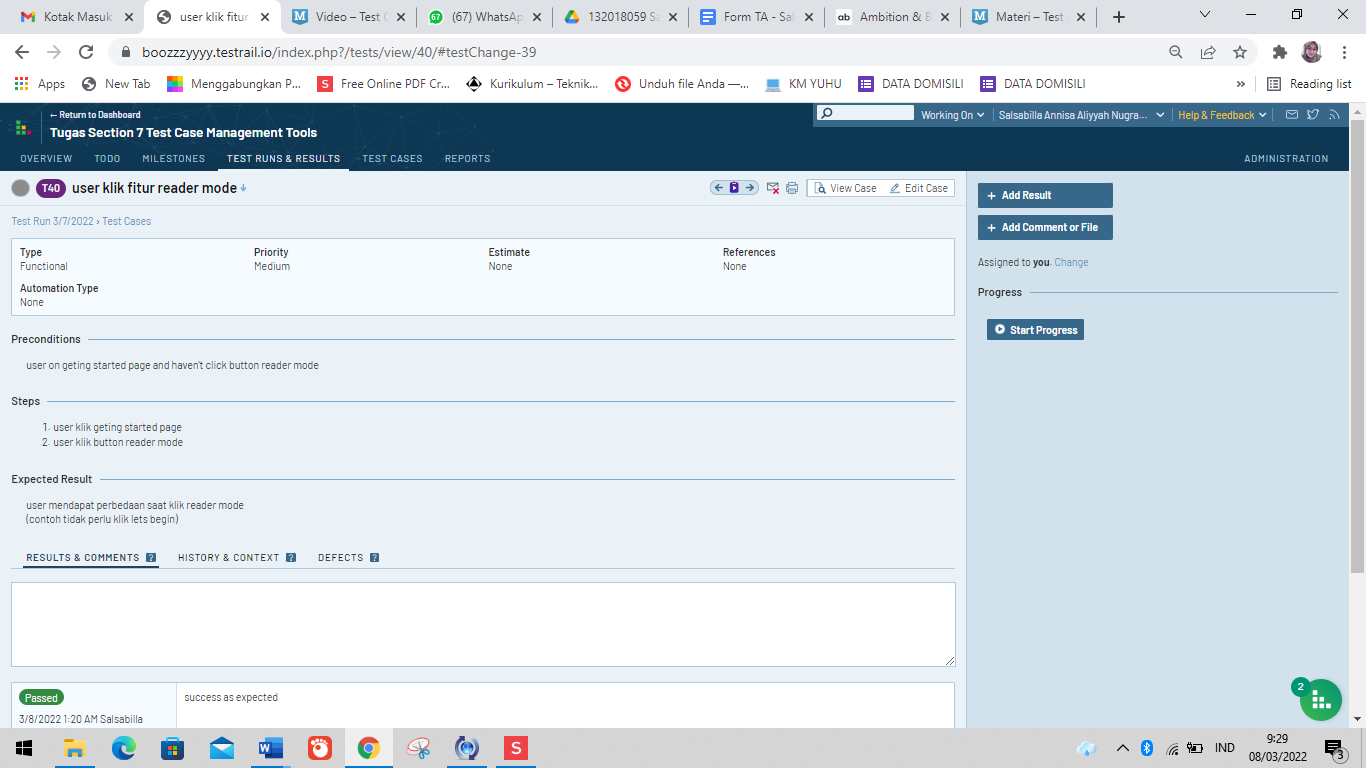 Kotak Masuk
user klik fitur
Video – Test C
(67) WhatsAp
132018059 Sa
Form TA - Sal
ab Ambition & B
Materi – Test
boozzzyyyy.testrail.io/index.php?/tests/view/40/#testChange-39
Apps
New Tab
Menggabungkan P...
S Free Online PDF Cr...
Kurikulum – Teknik...
Unduh file Anda —...
KM YUHU
DATA DOMISILI
DATA DOMISILI
»
Reading list
← Return to Dashboard
Tugas Section 7 Test Case Management Tools
Working On
Salsabilla Annisa Aliyyah Nugra...
Help & Feedback
OVERVIEW TODO MILESTONES TEST RUNS & RESULTS TEST CASES REPORTS ADMINISTRATION
T40 user klik fitur reader mode
View Case Edit Case
+ Add Result
+ Add Comment or File
Assigned to you. Change
Progress
Start Progress
Test Run 3/7/2022 › Test Cases
Type Priority Estimate References
Functional Medium None None
Automation Type
None
Preconditions
user on geting started page and haven't click button reader mode
Steps
1. user klik geting started page
2. user klik button reader mode
Expected Result
user mendapat perbedaan saat klik reader mode
(contoh tidak perlu klik lets begin)
RESULTS & COMMENTS ? HISTORY & CONTEXT ? DEFECTS ?
Passed success as expected
3/8/2022 1:20 AM Salsabilla
2
IND
9:29
08/03/2022
3